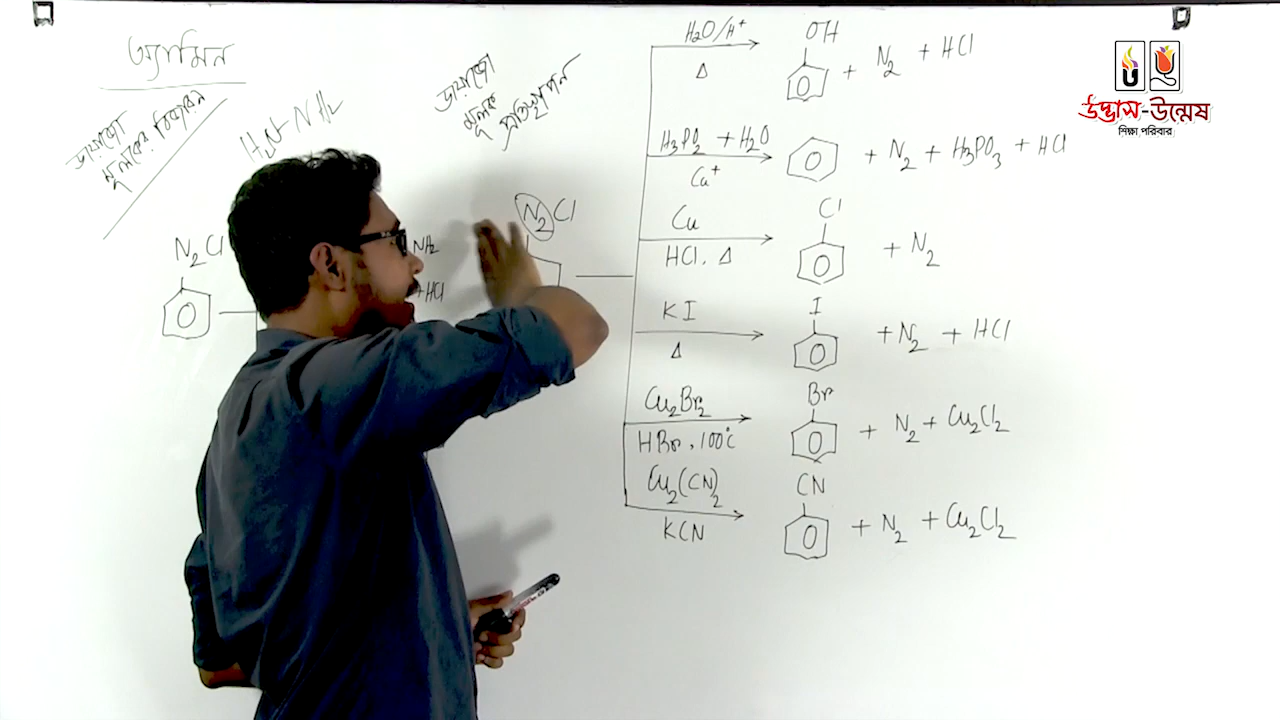 অ্যামিন
ডায়াজো
মূলকের বিজারন
H₂N-NH₂
N₂Cl
NH₂
+HCl
ডায়াজো
মূলক
প্রতিস্থাপন
N₂Cl
H₂O/H⁺
Δ
OH
+ N₂ + HCl
H₃PO₂ + H₂O
Cu⁺
+ N₂ + H₃PO₃ + HCl
Cu
HCl, Δ
Cl
+ N₂
KI
Δ
I
+ N₂ + HCl
Cu₂Br₂
HBr, 100°C
Br
+ N₂ + Cu₂Cl₂
Cu₂(CN)₂
KCN
CN
+ N₂ + Cu₂Cl₂
উদ্ভাস-উন্মেষ
শিক্ষা পরিবার